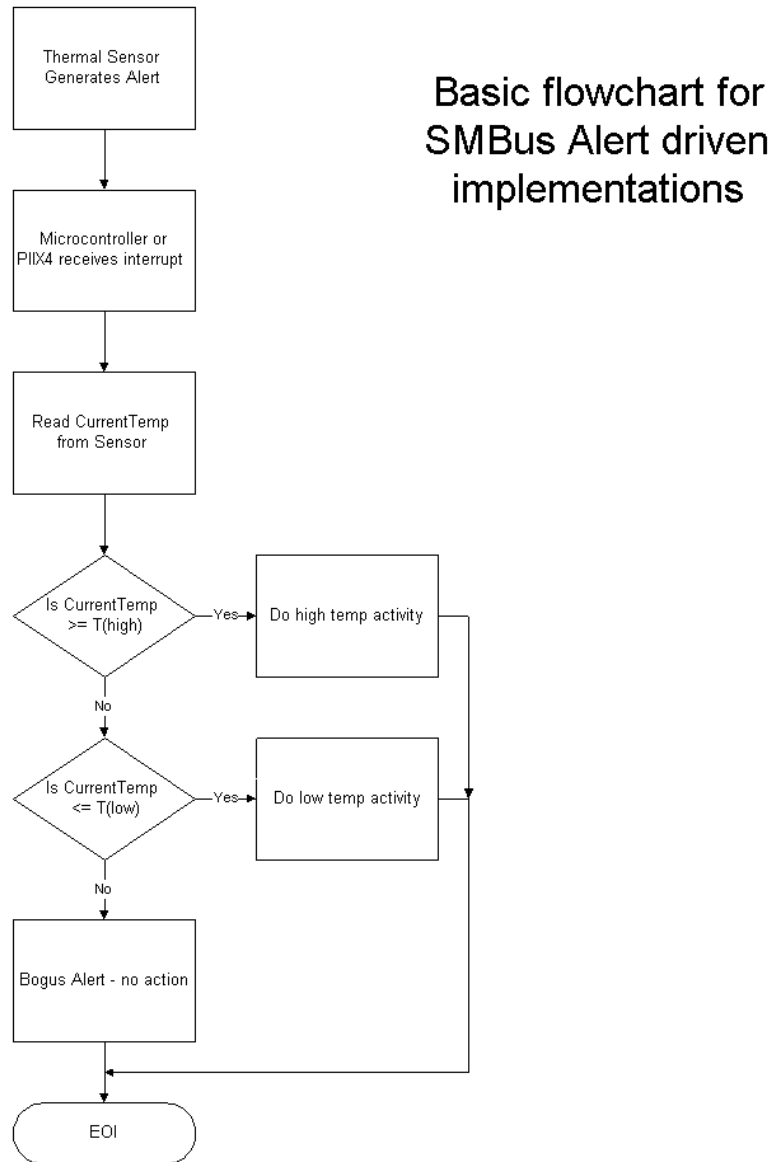 Thermal Sensor
Generates Alert
Basic flowchart for
SMBus Alert driven
implementations
Microcontroller or
PIIX4 receives interrupt
Read CurrentTemp
from Sensor
Is CurrentTemp
>= T(high)
Yes
Do high temp activity
No
Is CurrentTemp
<= T(low)
Yes
Do low temp activity
No
Bogus Alert - no action
EOI